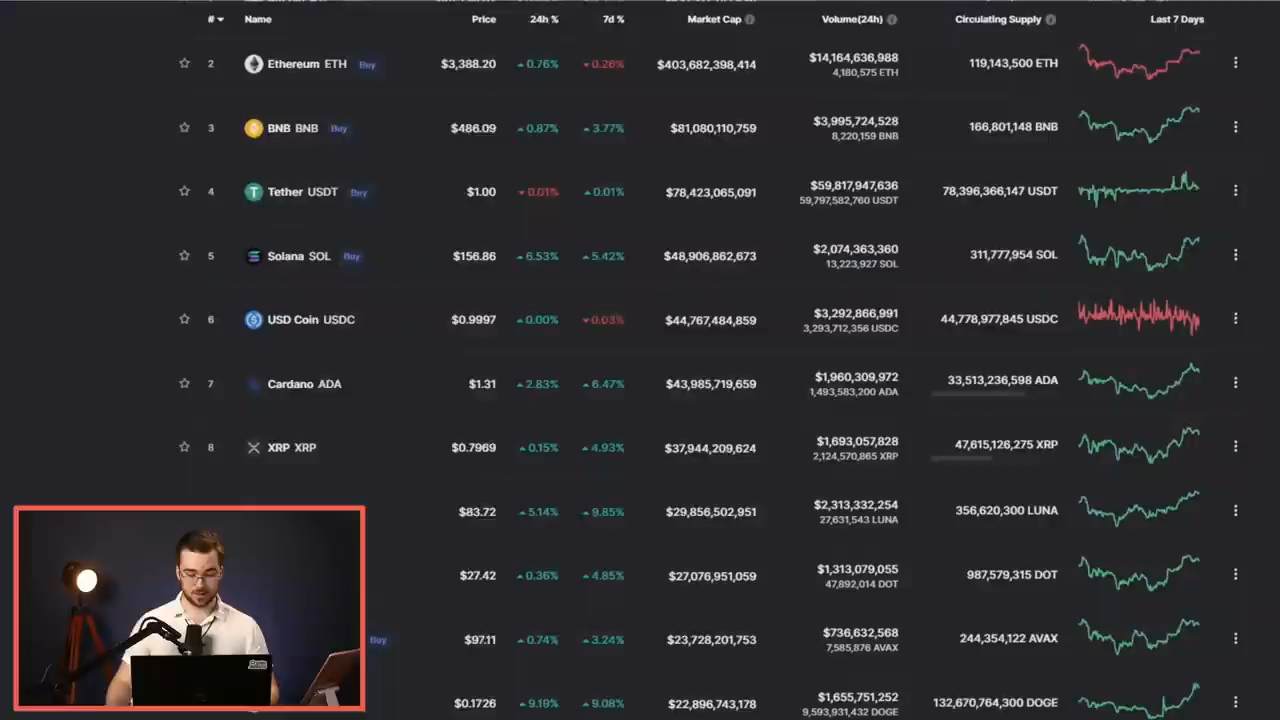 # Name Price 24h % 7d % Market Cap Volume(24h) Circulating Supply Last 7 Days
2 Ethereum ETH Buy $3,388.20 0.76% 0.26% $403,682,398,414 $14,164,636,988 119,143,500 ETH
4,180,575 ETH
3 BNB BNB Buy $486.09 0.87% 3.77% $81,080,110,759 $3,995,724,528 166,801,148 BNB
8,220,159 BNB
4 Tether USDT Buy $1.00 0.01% 0.01% $78,423,065,091 $59,817,947,636 78,396,366,147 USDT
59,797,582,760 USDT
5 Solana SOL Buy $156.86 6.53% 5.42% $48,906,862,673 $2,074,363,360 311,777,954 SOL
13,223,927 SOL
6 USD Coin USDC $0.9997 0.00% 0.03% $44,767,484,859 $3,292,866,991 44,778,977,845 USDC
3,293,712,356 USDC
7 Cardano ADA $1.31 2.83% 6.47% $43,985,719,659 $1,960,309,972 33,513,236,598 ADA
1,493,583,200 ADA
8 XRP XRP $0.7969 0.15% 4.93% $37,944,209,624 $1,693,057,828 47,615,126,275 XRP
2,124,570,865 XRP
$83.72 5.14% 9.85% $29,856,502,951 $2,313,332,254 356,620,300 LUNA
27,631,543 LUNA
$27.42 0.36% 4.85% $27,076,951,059 $1,313,079,055 987,579,315 DOT
47,892,014 DOT
Buy $97.11 0.74% 3.24% $23,728,201,753 $736,632,568 244,354,122 AVAX
7,585,876 AVAX
$0.1726 9.19% 9.08% $22,896,743,178 $1,655,751,252 132,670,764,300 DOGE
9,593,931,432 DOGE